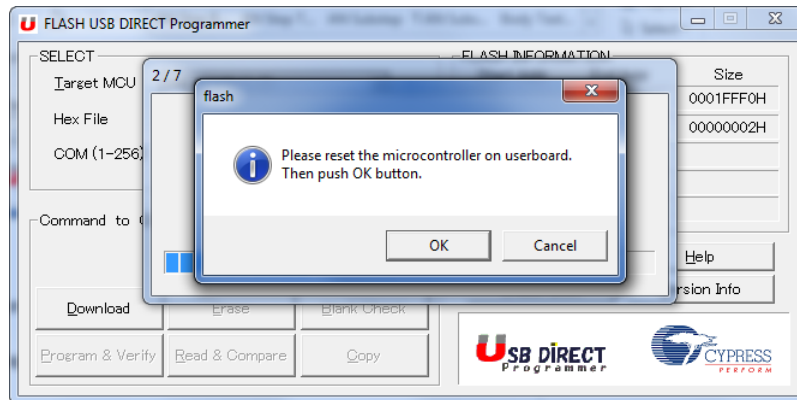 FLASH USB DIRECT Programmer
SELECT
FLASH INFORMATION
Target MCU
2 / 7
Size
flash
0001FFF0H
Hex File
00000002H
COM (1-256)
Please reset the microcontroller on userboard.
Then push OK button.
Command to
OK
Cancel
Help
rsion Info
Download
Erase
Blank Check
Program & Verify
Read & Compare
Copy
USB DIRECT
Programmer
CYPRESS
PERFORM